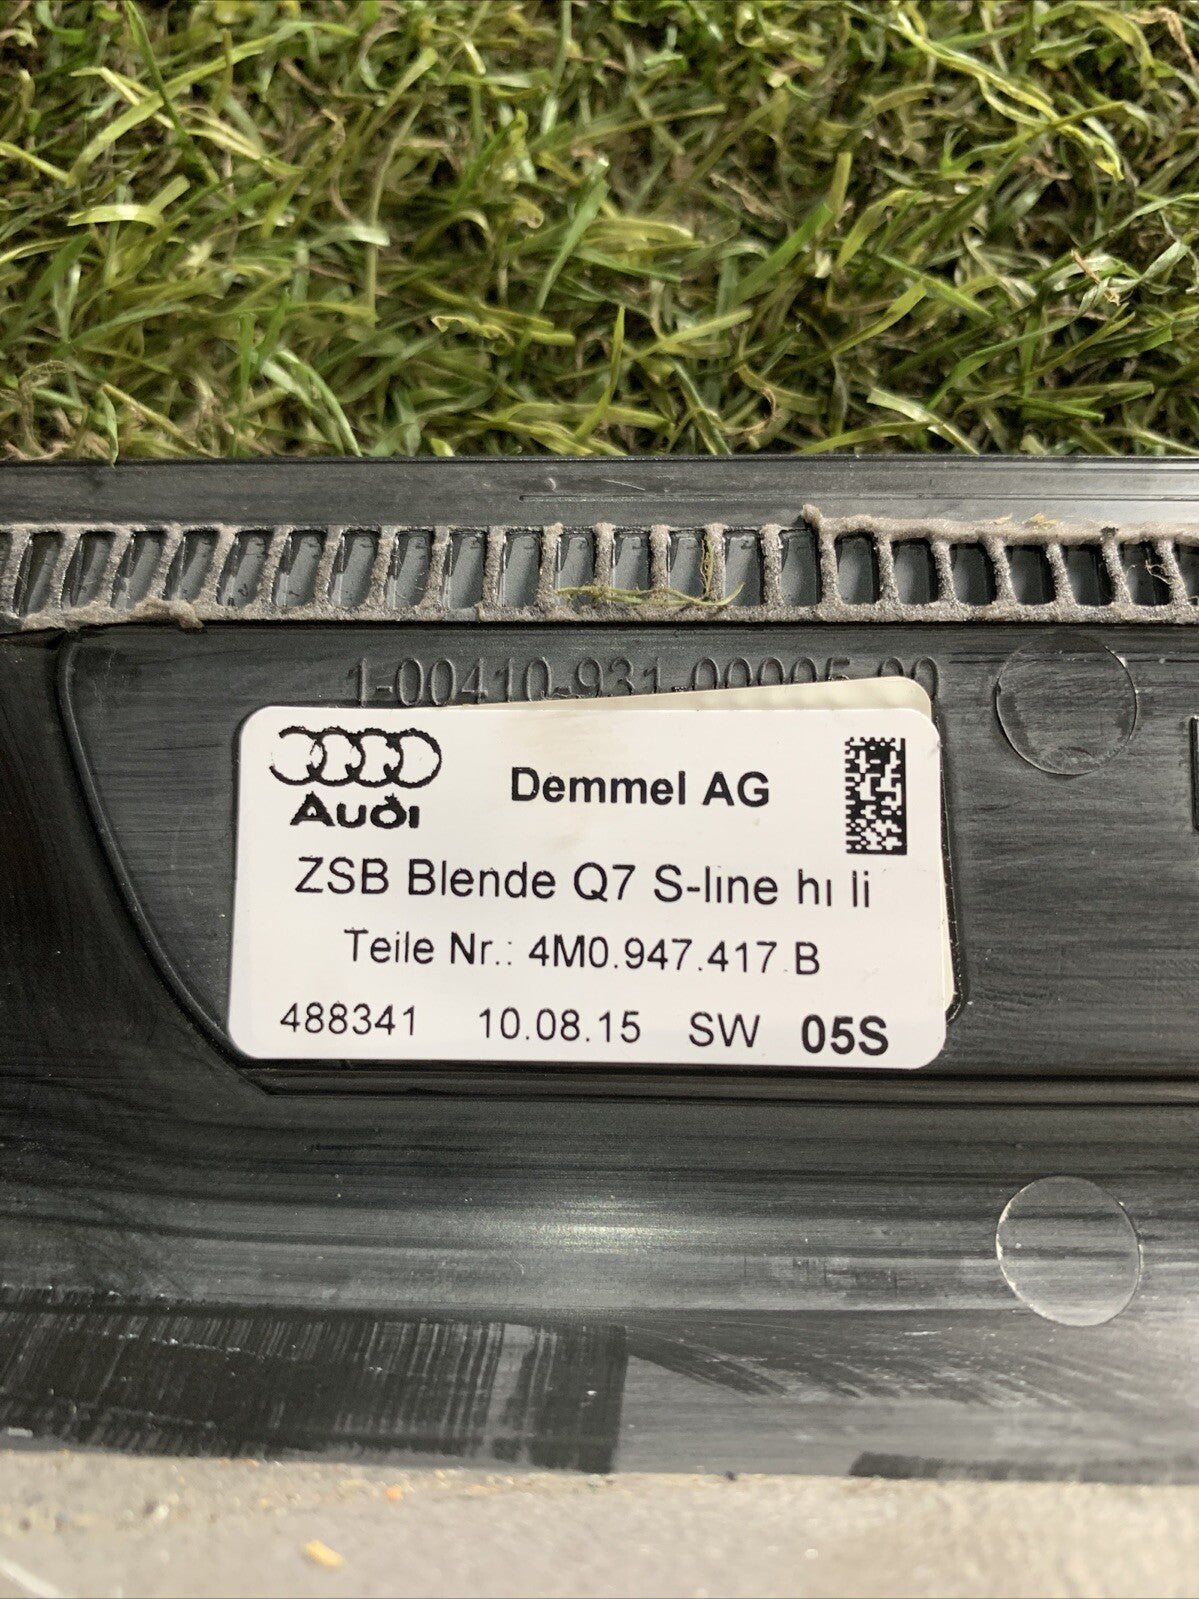 1-00410-931-00005-00
Audi
Demmel AG
ZSB Blende Q7 S-line hi li
Teile Nr.: 4M0.947.417 B
488341 10.08.15 SW 05S